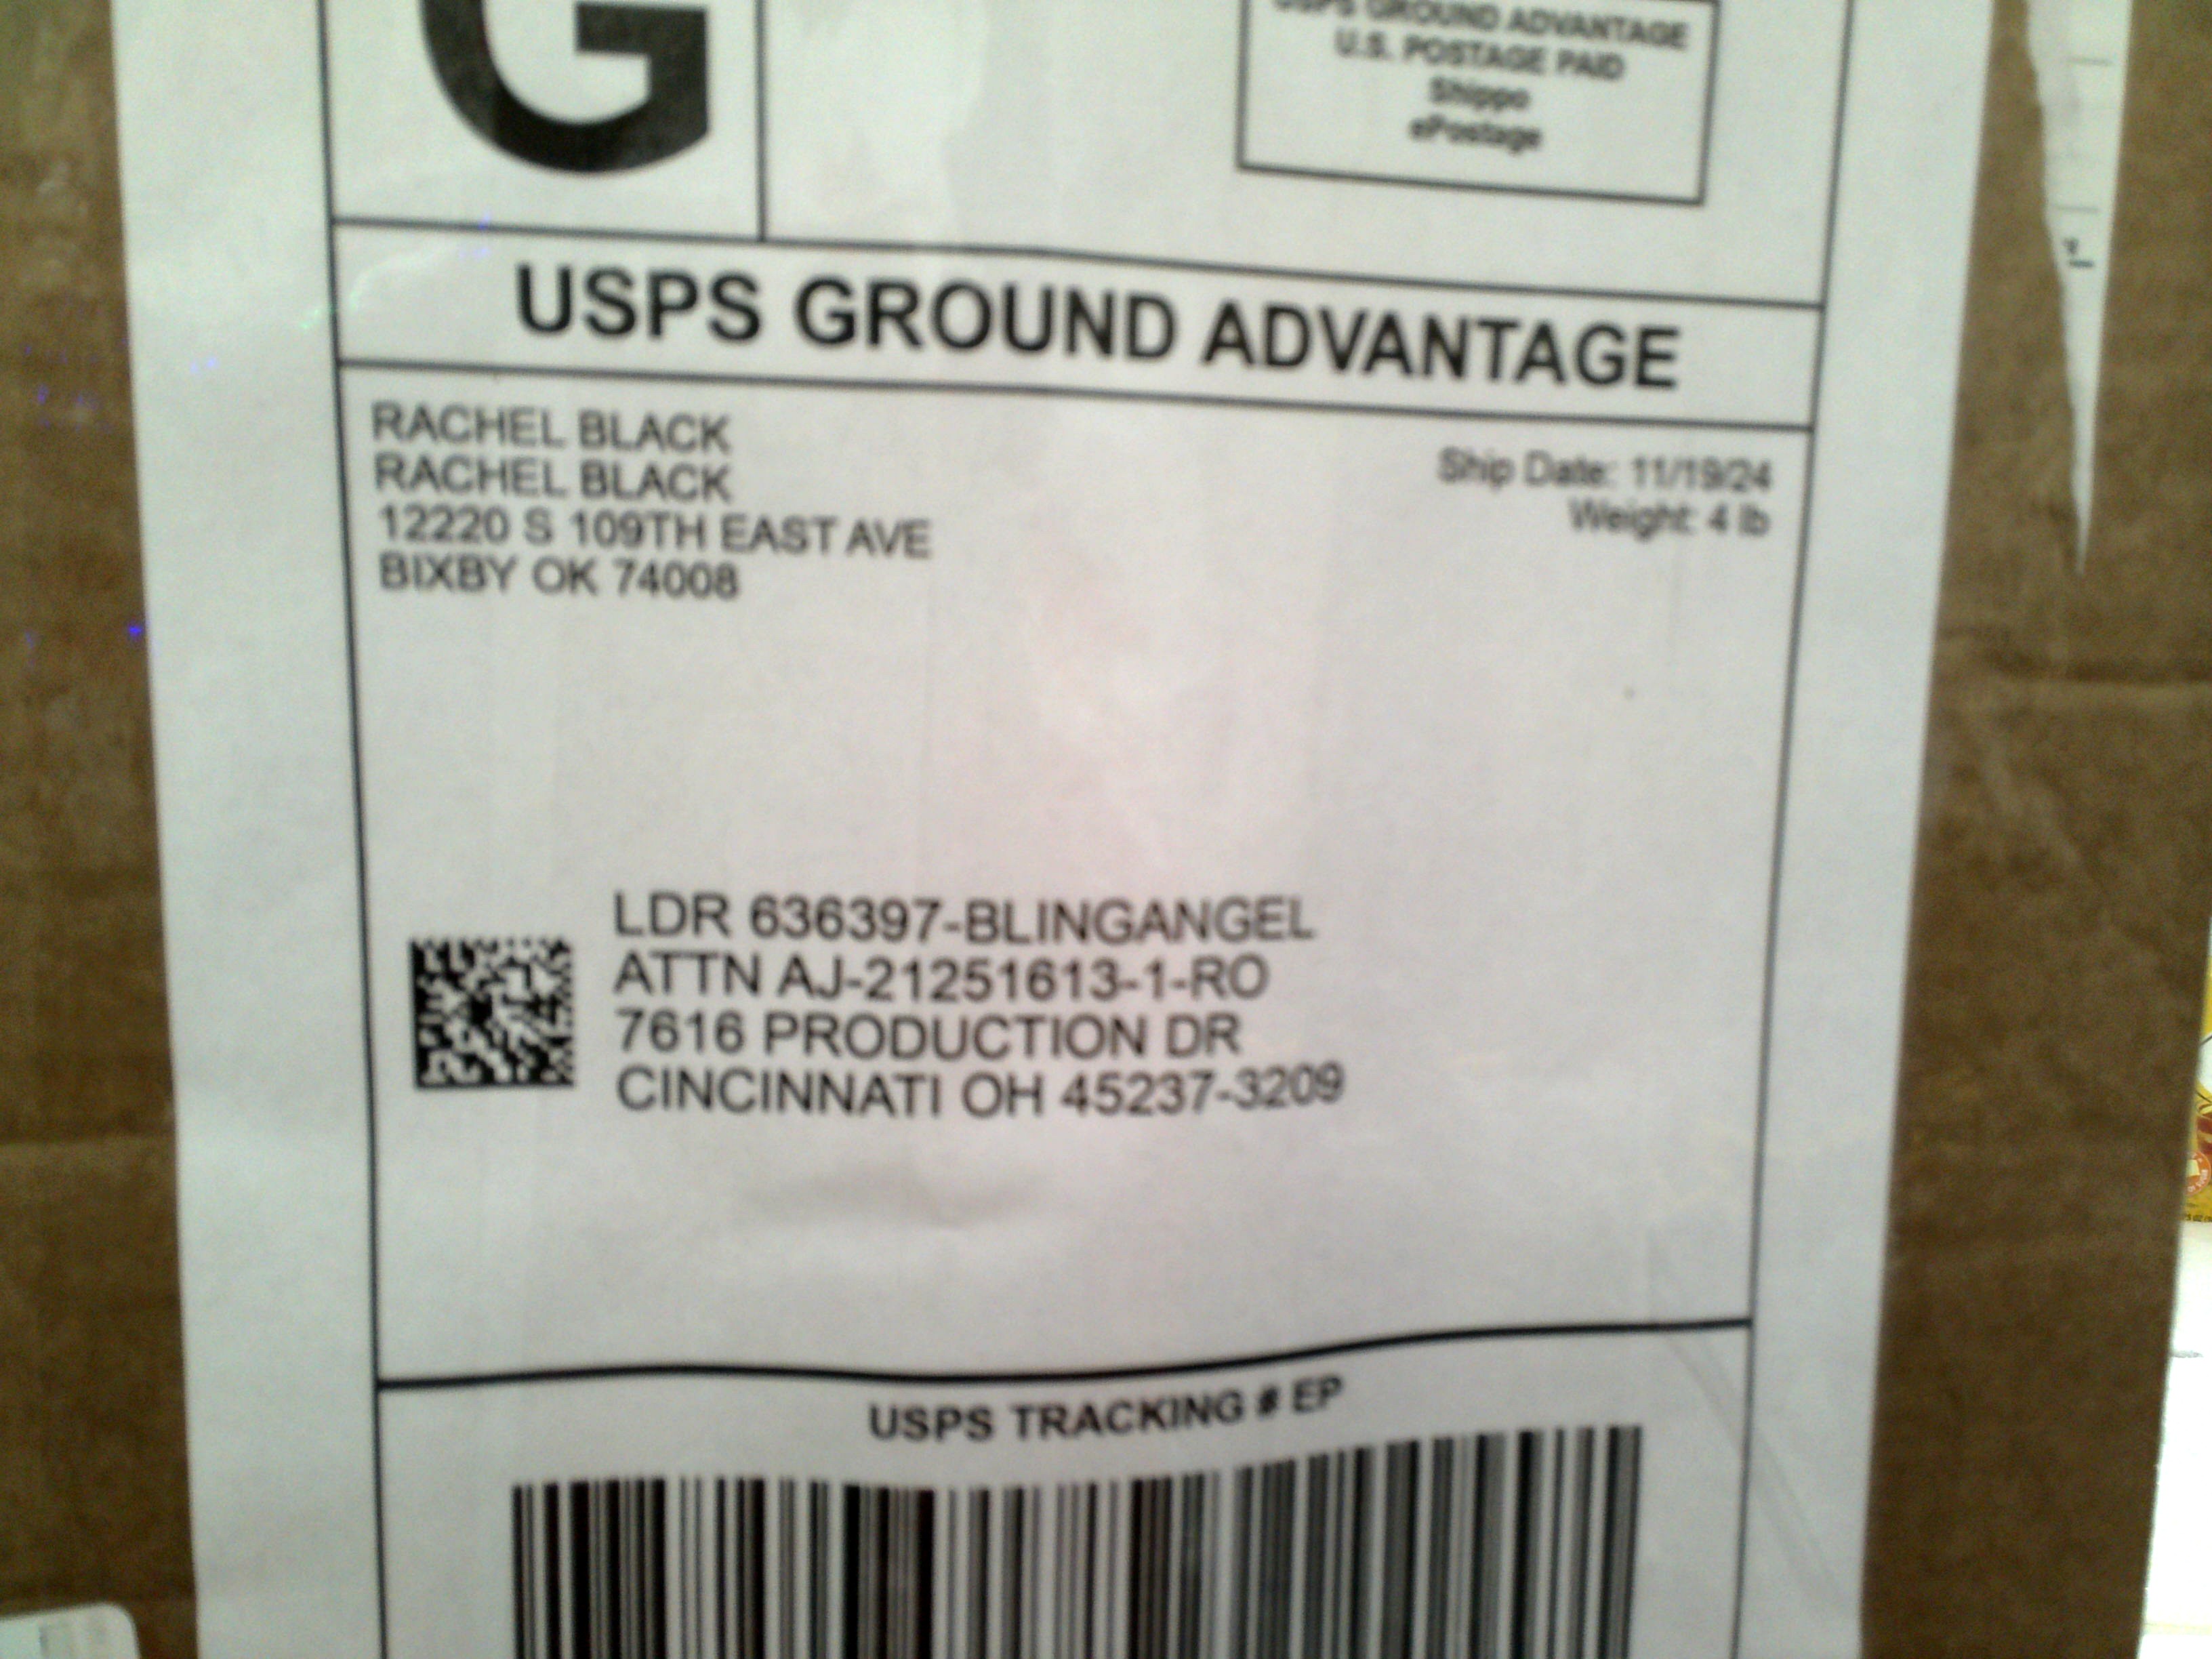 G
USPS GROUND ADVANTAGE
U.S. POSTAGE PAID
Shippo
ePostage
USPS GROUND ADVANTAGE
RACHEL BLACK
RACHEL BLACK
12220 S 109TH EAST AVE
BIXBY OK 74008
Ship Date: 11/19/24
Weight: 4 lb
LDR 636397-BLINGANGEL
ATTN AJ-21251613-1-RO
7616 PRODUCTION DR
CINCINNATI OH 45237-3209
USPS TRACKING # EP